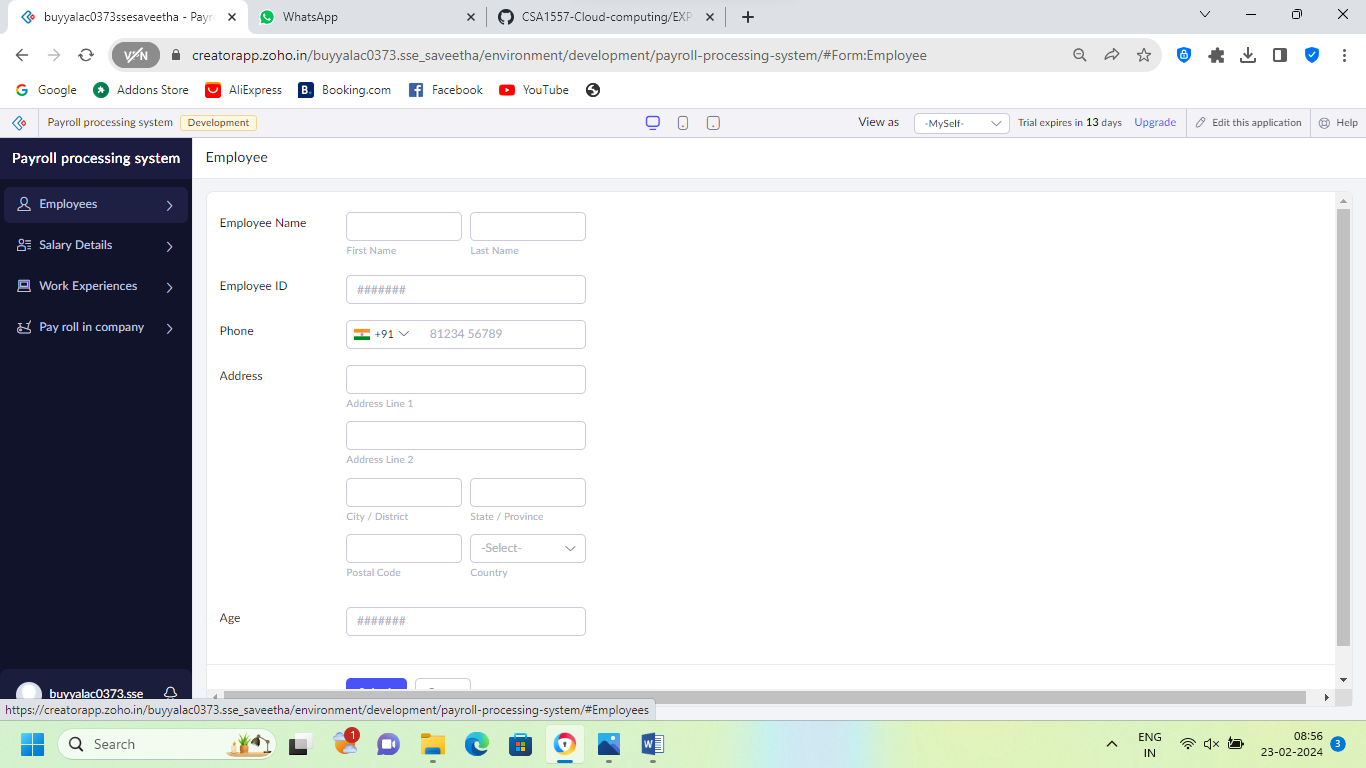 buyyalac0373ssesaveetha - Payr
WhatsApp
CSA1557-Cloud-computing/EXP
VPN
creatorapp.zoho.in/buyyalac0373.sse_saveetha/environment/development/payroll-processing-system/#Form:Employee
Google
Addons Store
AliExpress
Booking.com
Facebook
YouTube
Payroll processing system
Development
View as
-MySelf-
Trial expires in 13 days
Upgrade
Edit this application
Help
Payroll processing system
Employee
Employees
Salary Details
Work Experiences
Pay roll in company
Employee Name
First Name
Last Name
Employee ID
#######
Phone
+91
81234 56789
Address
Address Line 1
Address Line 2
City / District
State / Province
Postal Code
-Select-
Country
Age
#######
buyyalac0373.sse
https://creatorapp.zoho.in/buyyalac0373.sse_saveetha/environment/development/payroll-processing-system/#Employees
Search
1
ENG
IN
08:56
23-02-2024
3